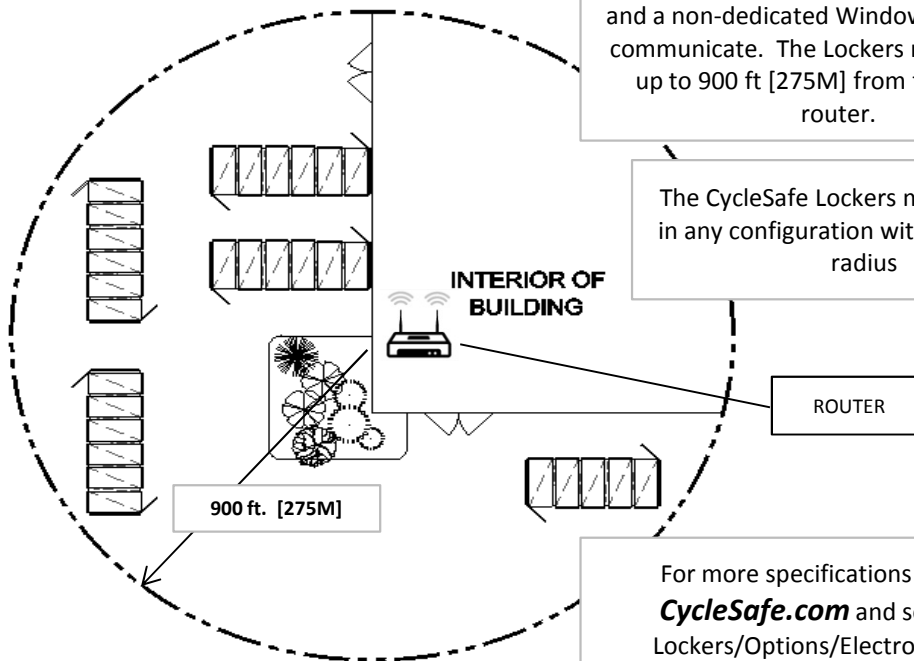 and a non-dedicated Window
communicate. The Lockers
up to 900 ft [275M] from
router.
The CycleSafe Lockers
in any configuration
radius
INTERIOR OF
BUILDING
ROUTER
900 ft. [275M]
For more specifications
CycleSafe.com and
Lockers/Options/Electro